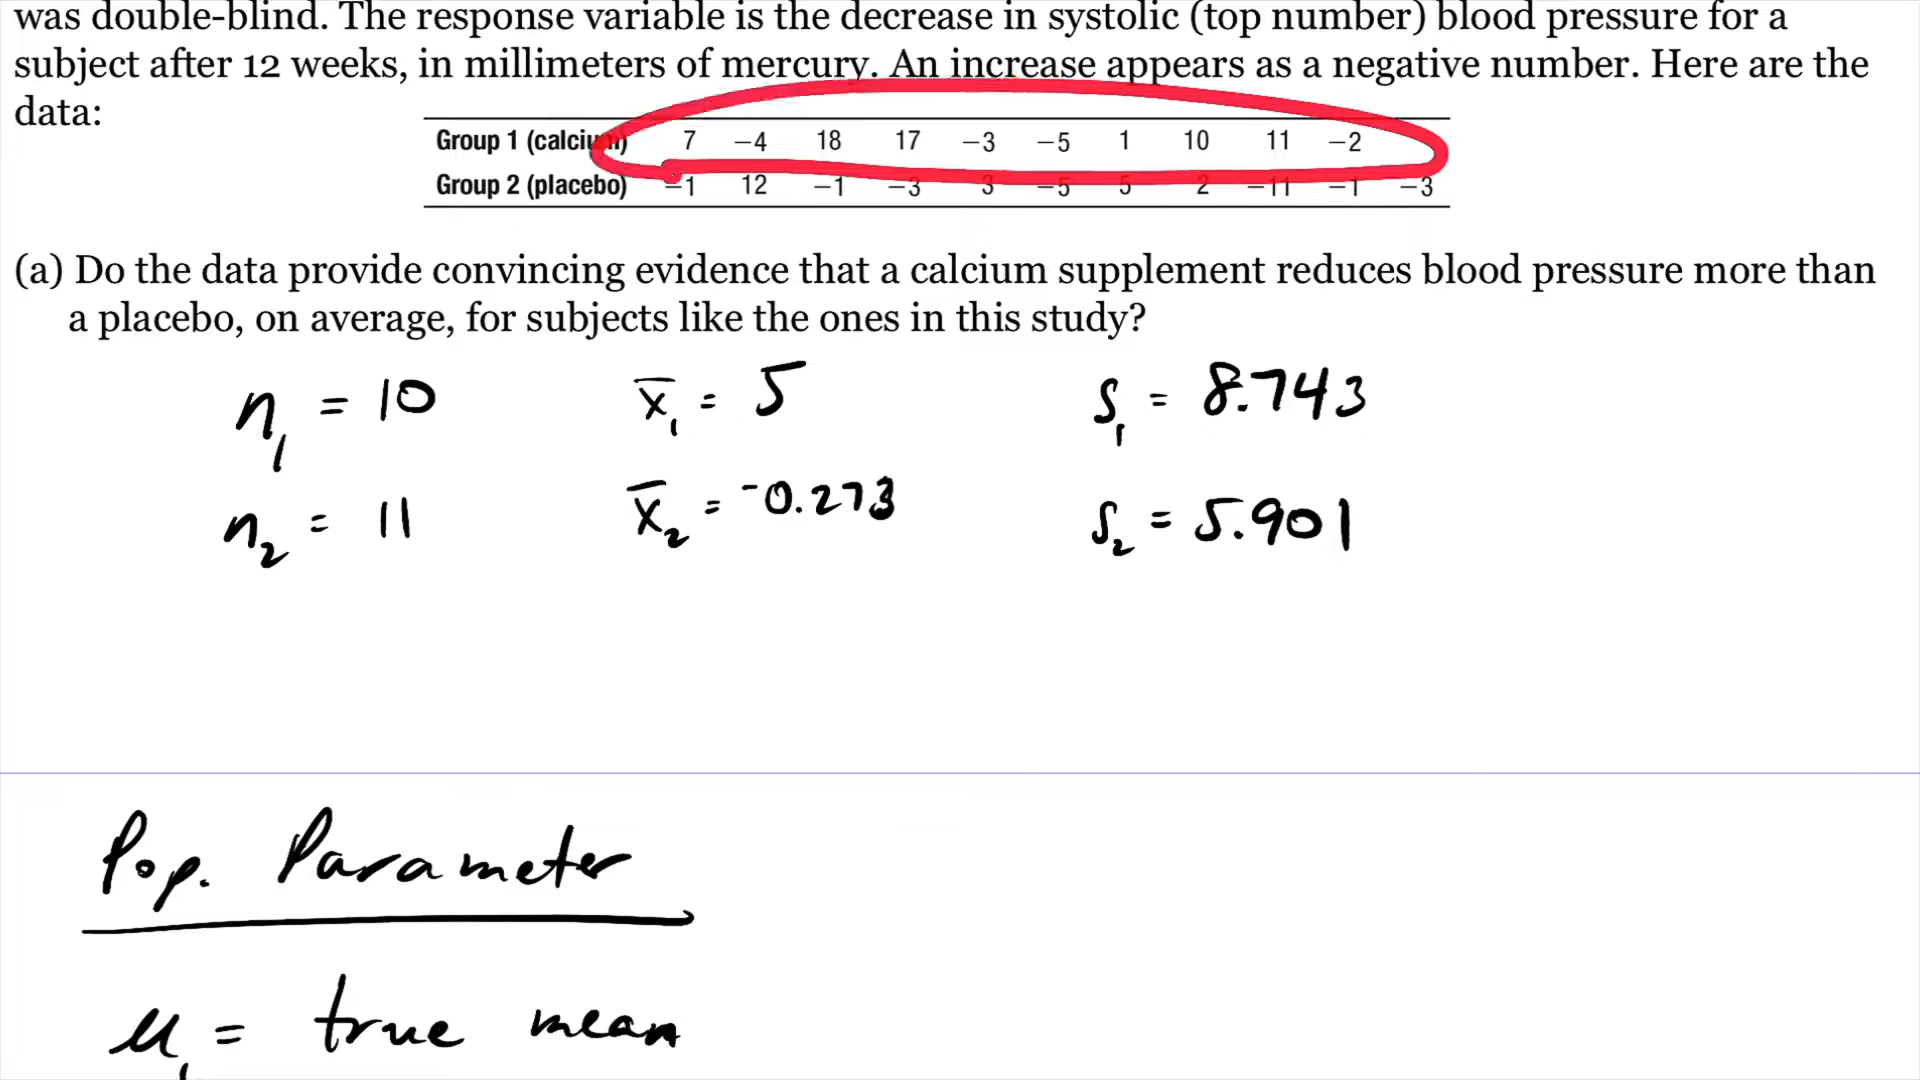 was double-blind. The response variable is the decrease in systolic (top number) blood pressure for a
subject after 12 weeks, in millimeters of mercury. An increase appears as a negative number. Here are the
data:
Group 1 (calcium) 7 −4 18 17 −3 −5 1 10 11 −2
Group 2 (placebo) −1 12 −1 −3 3 −5 5 2 −11 −1 −3
(a) Do the data provide convincing evidence that a calcium supplement reduces blood pressure more than
a placebo, on average, for subjects like the ones in this study?
n₁ = 10 x̄₁ = 5 s₁ = 8.743
n₂ = 11 x̄₂ = -0.273 s₂ = 5.901
Pop. Parameter
μ₁ = true mean